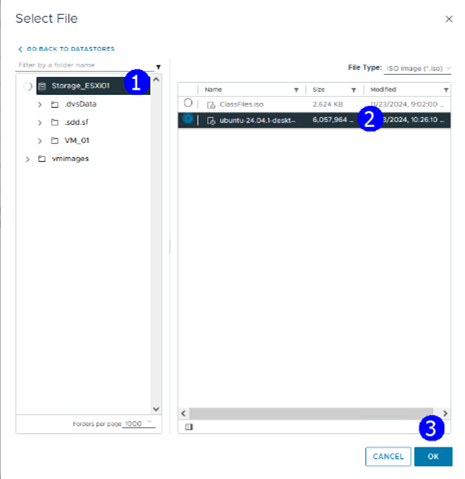 Select File
GO BACK TO DATASTORES
Filter by a folder name
Storage_ESXi01
1
.dvsData
.sdd.sf
VM_01
vmimages
Folders per page 1000
File Type: ISO Image (*.iso)
Name Size Modified
ClassFiles.iso 2,624 KB 11/23/2024, 9:02:00 ...
ubuntu-24.04.1-deskt... 6,057,964 ... 3/2024, 10:26:10 ...
2
3
CANCEL OK